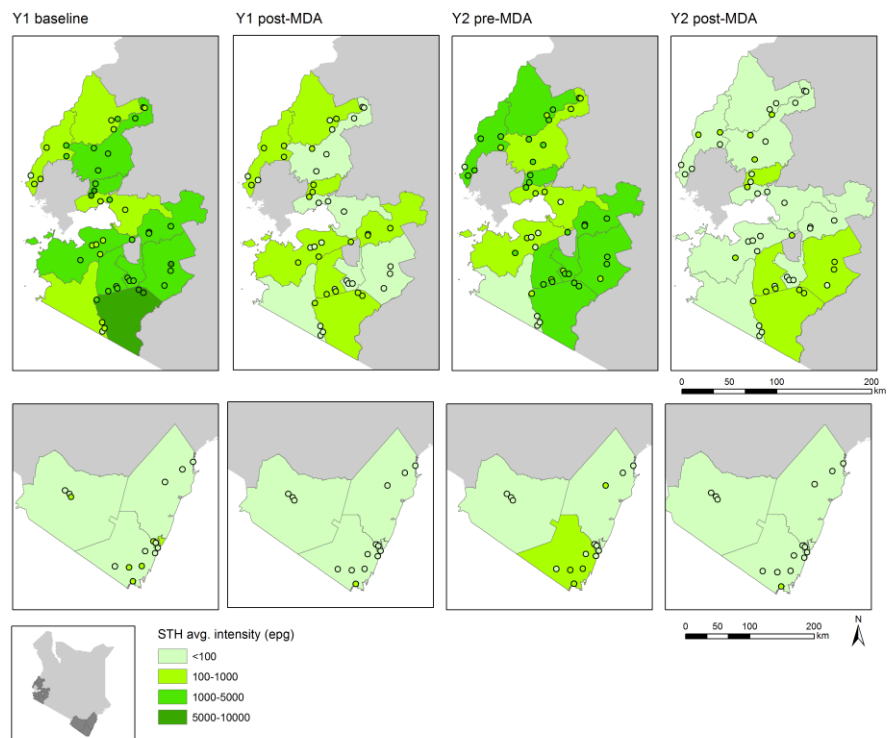 Y1 baseline
Y1 post-MDA
Y2 pre-MDA
Y2 post-MDA
0 50 100 200
km
0 50 100 200
km
N
STH avg. intensity (epg)
<100
100-1000
1000-5000
5000-10000